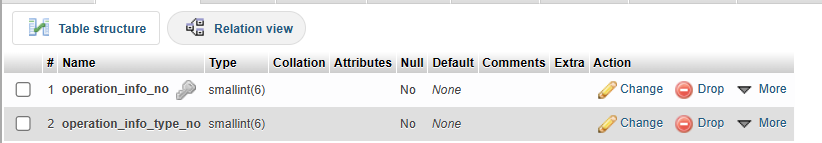 Table structure Relation view
# Name Type Collation Attributes Null Default Comments Extra Action
1 operation_info_no smallint(6) No None Change Drop More
2 operation_info_type_no smallint(6) No None Change Drop More